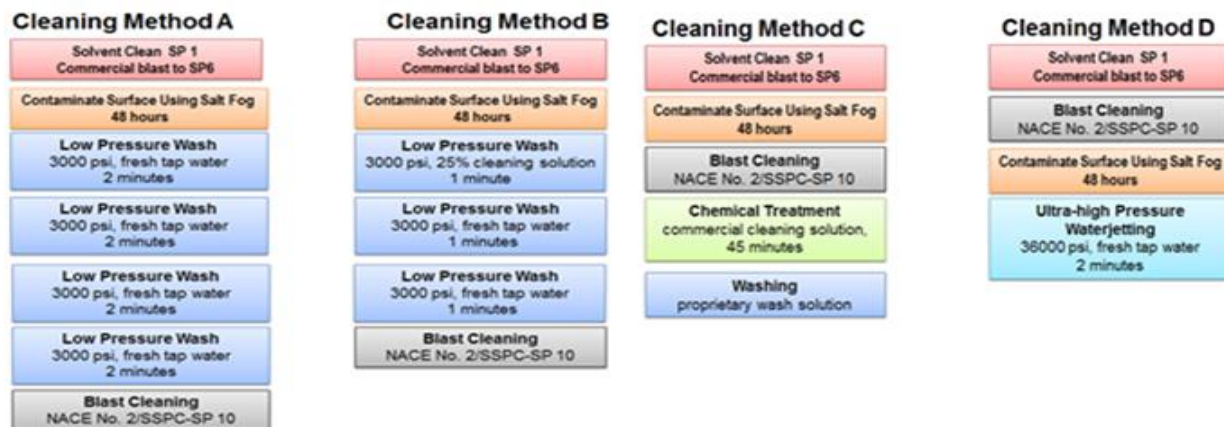 Cleaning Method A
Solvent Clean SP 1
Commercial blast to SP6
Contaminate Surface Using Salt Fog
48 hours
Low Pressure Wash
3000 psi, fresh tap water
2 minutes
Low Pressure Wash
3000 psi, fresh tap water
2 minutes
Low Pressure Wash
3000 psi, fresh tap water
2 minutes
Low Pressure Wash
3000 psi, fresh tap water
2 minutes
Blast Cleaning
NACE No. 2/SSPC-SP 10
Cleaning Method B
Solvent Clean SP 1
Commercial blast to SP6
Contaminate Surface Using Salt Fog
48 hours
Low Pressure Wash
3000 psi, 25% cleaning solution
1 minute
Low Pressure Wash
3000 psi, fresh tap water
1 minutes
Low Pressure Wash
3000 psi, fresh tap water
1 minutes
Blast Cleaning
NACE No. 2/SSPC-SP 10
Cleaning Method C
Solvent Clean SP 1
Commercial blast to SP6
Contaminate Surface Using Salt Fog
48 hours
Blast Cleaning
NACE No. 2/SSPC-SP 10
Chemical Treatment
commercial cleaning solution,
45 minutes
Washing
proprietary wash solution
Cleaning Method D
Solvent Clean SP 1
Commercial blast to SP6
Blast Cleaning
NACE No. 2/SSPC-SP 10
Contaminate Surface Using Salt Fog
48 hours
Ultra-high Pressure
Waterjetting
36000 psi, fresh tap water
2 minutes